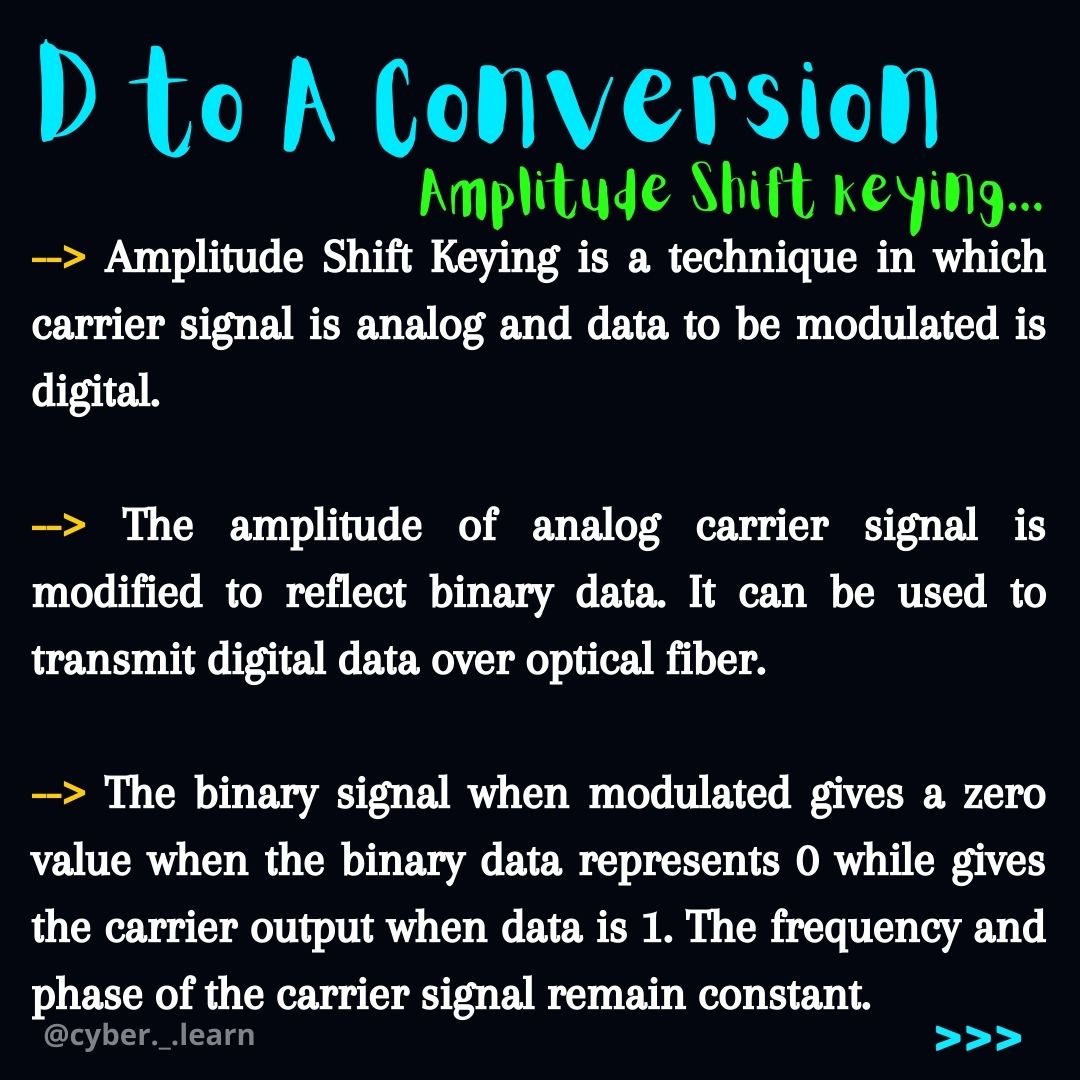 D to A Conversion
Amplitude Shift keying...
--> Amplitude Shift Keying is a technique in which
carrier signal is analog and data to be modulated is
digital.
--> The amplitude of analog carrier signal is
modified to reflect binary data. It can be used to
transmit digital data over optical fiber.
--> The binary signal when modulated gives a zero
value when the binary data represents 0 while gives
the carrier output when data is 1. The frequency and
phase of the carrier signal remain constant.
@cyber._.learn
>>>